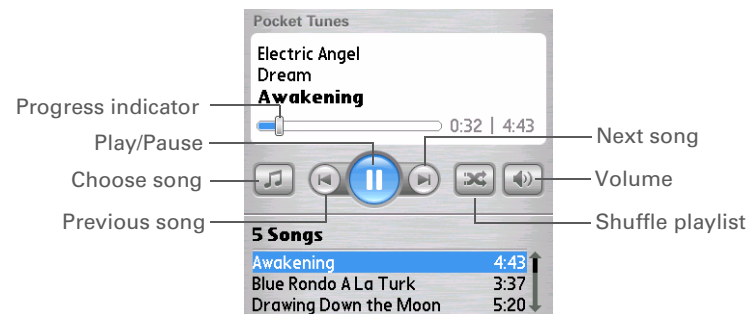 Pocket Tunes
Electric Angel
Dream
Awakening
Progress indicator
0:32 | 4:43
Play/Pause
Next song
Choose song
Volume
Previous song
Shuffle playlist
5 Songs
Awakening 4:43
Blue Rondo A La Turk 3:37
Drawing Down the Moon 5:20